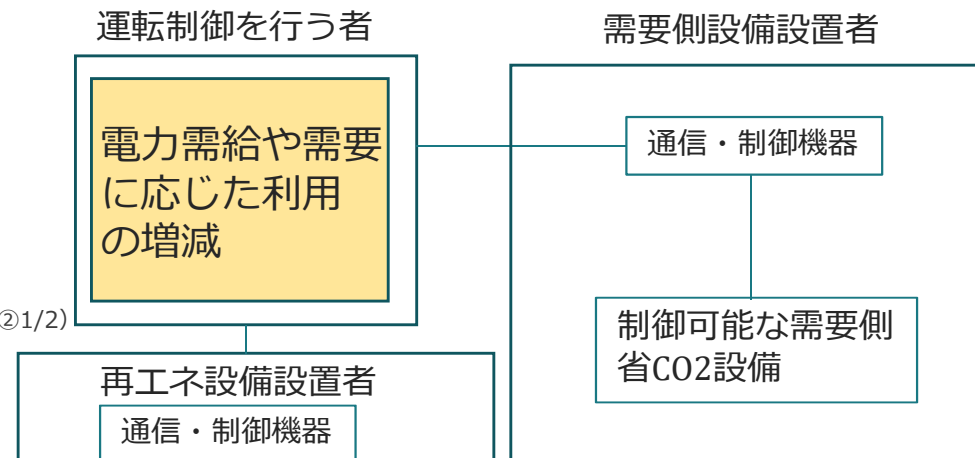 運転制御を行う者
需要側設備設置者
電力需給や需要
に応じた利用
の増減
通信・制御機器
②1/2)
制御可能な需要側
省CO2設備
再エネ設備設置者
通信・制御機器